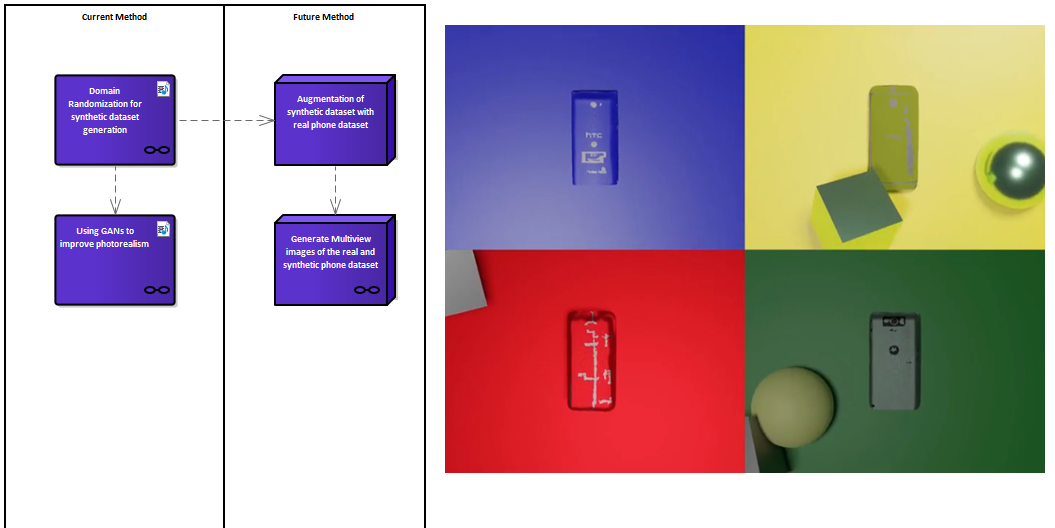 Current Method
Future Method
Domain
Randomization for
synthetic dataset
generation
Augmentation of
synthetic dataset with
real phone dataset
Using GANs to
improve photorealism
Generate Multiview
images of the real and
synthetic phone dataset
hTC